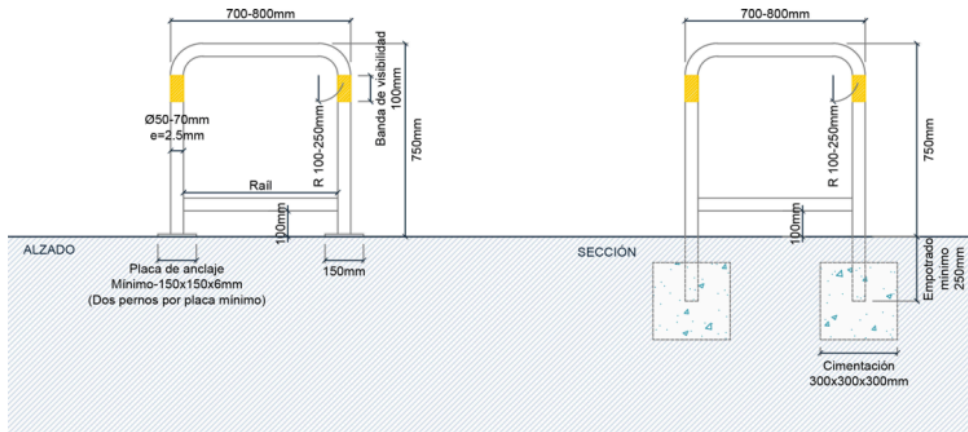 700-800mm
Banda de visibilidad
100mm
Ø50-70mm
e=2.5mm
R 100-250mm
750mm
Rail
100mm
ALZADO
Placa de anclaje
Mínimo-150x150x6mm
(Dos pernos por placa mínimo)
150mm
700-800mm
R 100-250mm
750mm
100mm
SECCIÓN
Empotrado
mínimo
250mm
Cimentación
300x300x300mm